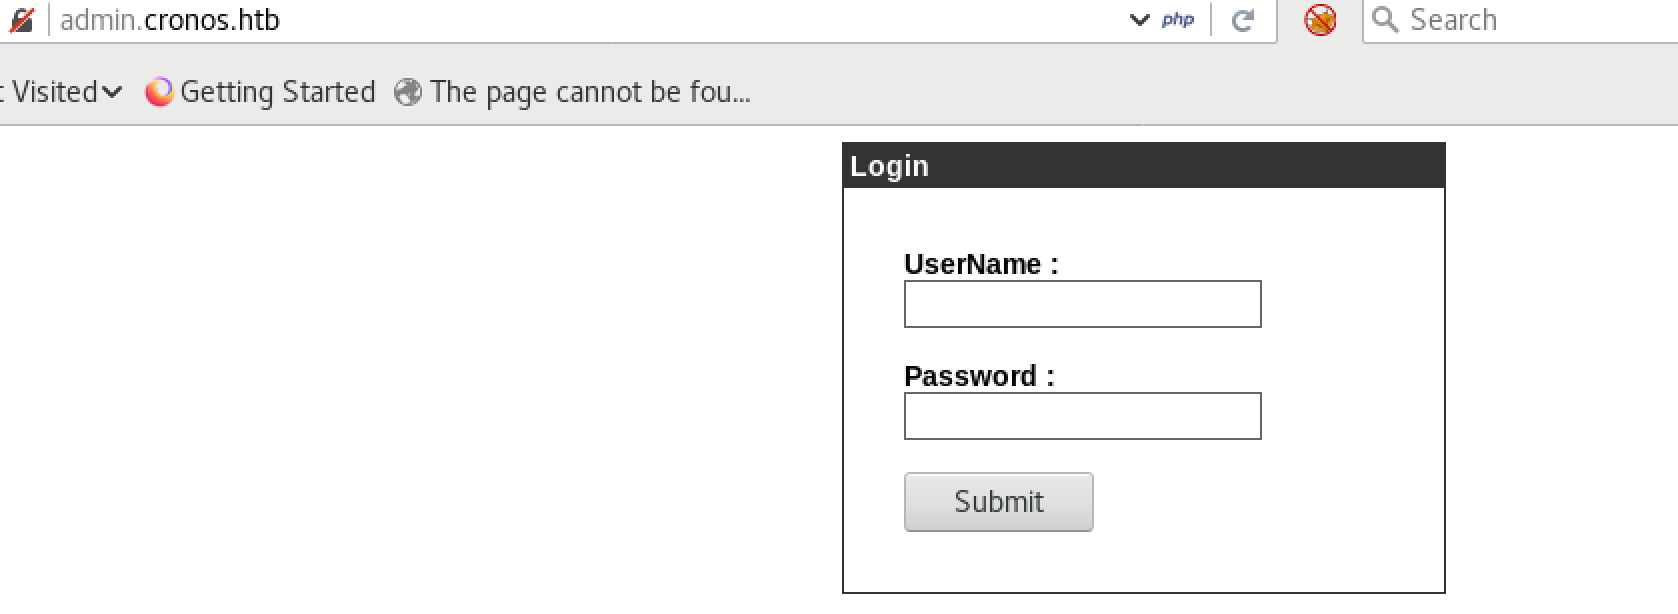 admin.cronos.htb php Search
t Visited Getting Started The page cannot be fou...
Login
UserName :
Password :
Submit